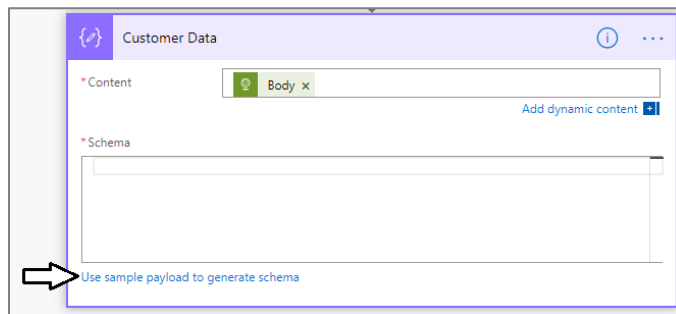 Customer Data
*Content
Body ×
Add dynamic content
*Schema
Use sample payload to generate schema